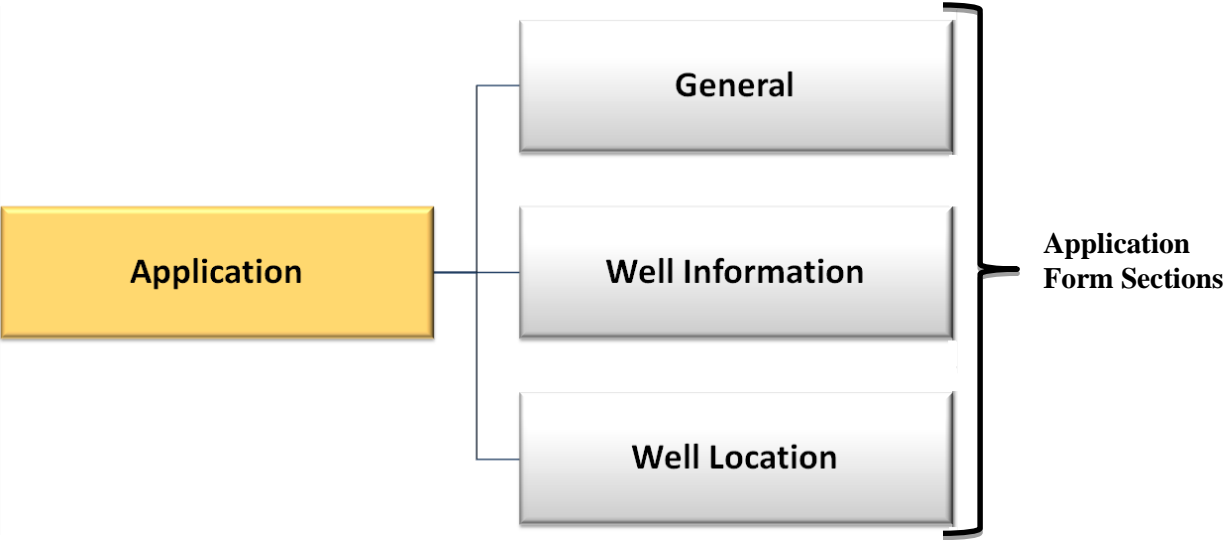 General
Application
Well Information
Well Location
Application
Form Sections